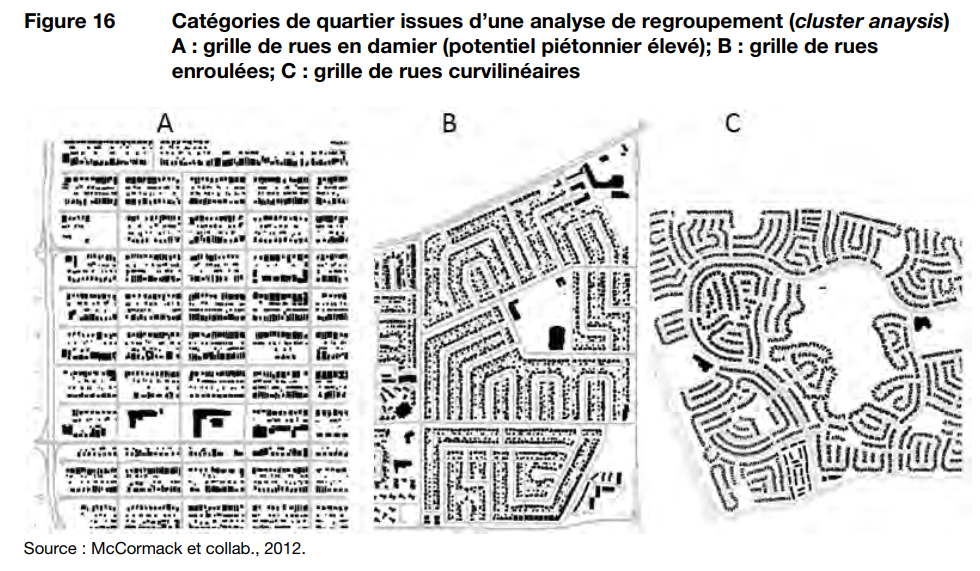 Figure 16 Catégories de quartier issues d’une analyse de regroupement (cluster anaysis)
A : grille de rues en damier (potentiel piétonnier élevé); B : grille de rues
enroulées; C : grille de rues curvilinéaires
A B C
Source : McCormack et collab., 2012.